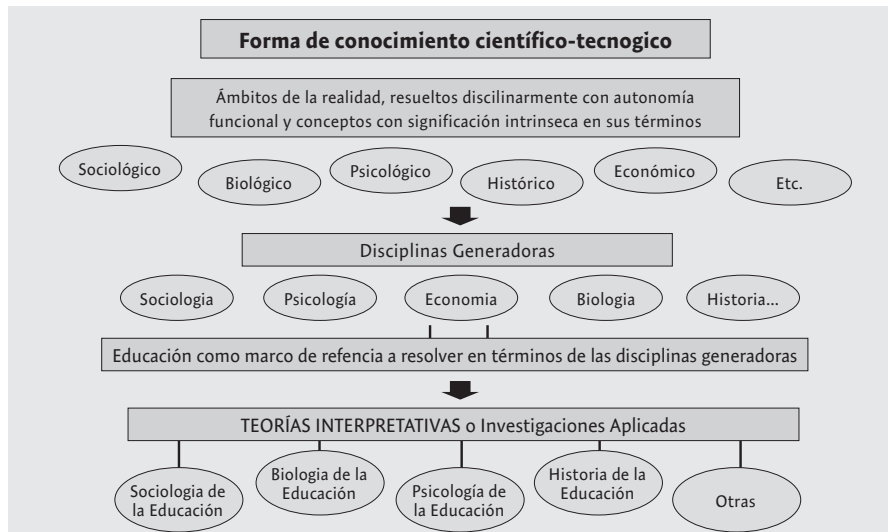 Forma de conocimiento científico-tecnogico
Ámbitos de la realidad, resueltos discilinarmente con autonomía
funcional y conceptos con significación intrinseca en sus términos
Sociológico
Biológico
Psicológico
Histórico
Económico
Etc.
Disciplinas Generadoras
Sociologia
Psicología
Economia
Biologia
Historia...
Educación como marco de refencia a resolver en términos de las disciplinas generadoras
TEORÍAS INTERPRETATIVAS o Investigaciones Aplicadas
Sociologia de
la Educación
Biologia de la
Educación
Psicología de
la Educación
Historia de la
Educación
Otras